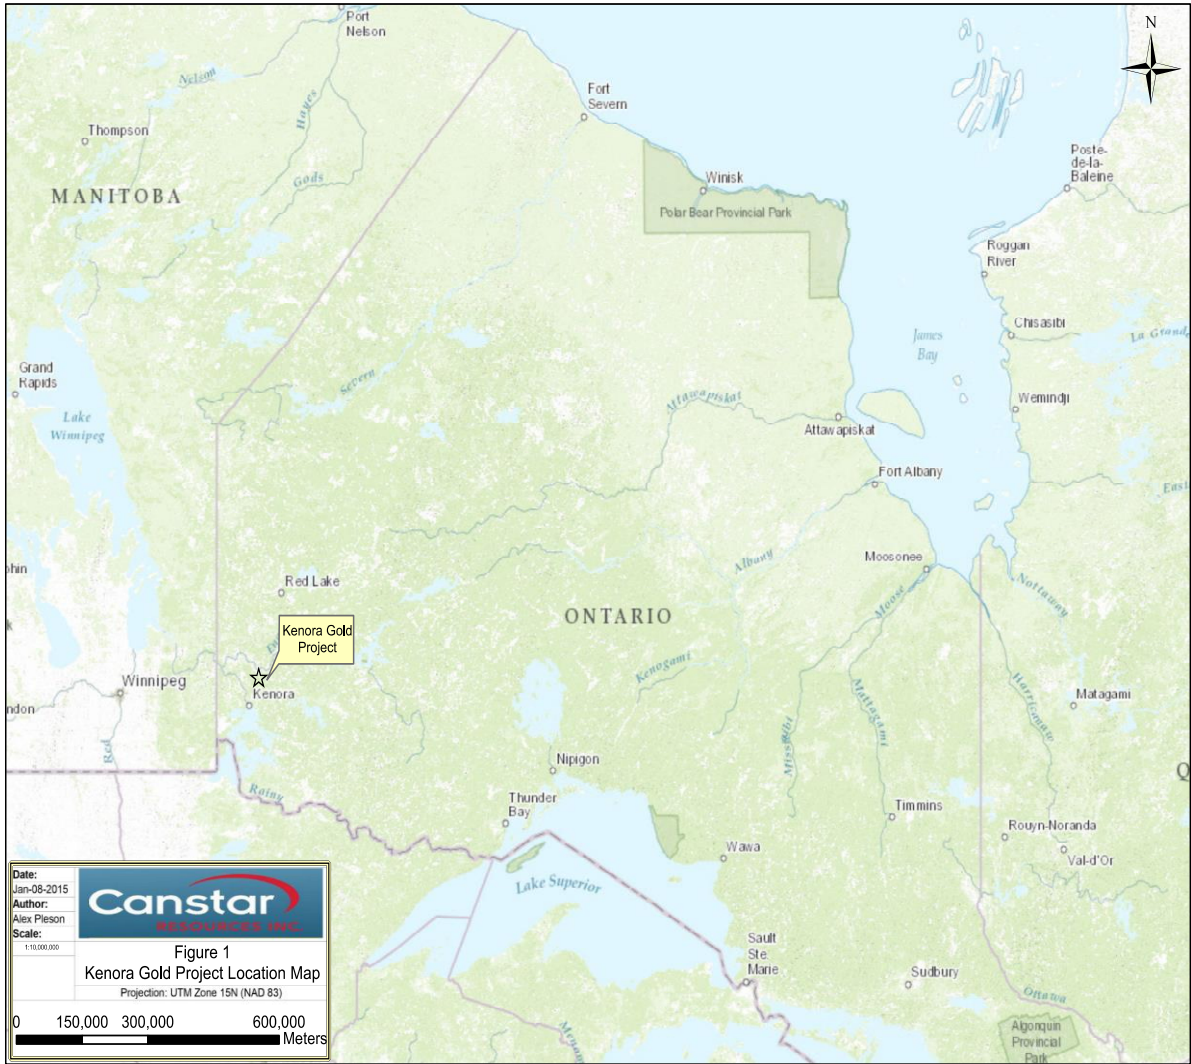 Port
Nelson
N
Nelson
Hayes
Fort
Severn
Thompson
Poste-
de-la-
Baleine
Gods
Winisk
MANITOBA
Polar Bear Provincial Park
Roggan
River
Chisasibi
James
Bay
La Grande
Grand
Rapids
Severn
Attawapiskat
Wemindji
Lake
Winnipeg
Attawapiskat
Fort Albany
East
Albany
Moosonee
phin
Red Lake
Nottaway
Moose
ONTARIO
Kenora Gold
Project
Kenogami
Winnipeg
Kenora
ndon
Mattagami
Harricanaw
Matagami
Missinaibi
Red
Nipigon
Q
Rainy
Thunder
Bay
Timmins
Rouyn-Noranda
Wawa
Val-d'Or
Lake Superior
Sault
Ste.
Marie
Sudbury
Ottawa
Algonquin
Provincial
Park
Date:
Jan-08-2015
Author:
Alex Pleson
Scale:
1:10,000,000
Canstar
RESOURCES INC.
Figure 1
Kenora Gold Project Location Map
Projection: UTM Zone 15N (NAD 83)
0 150,000 300,000 600,000
Meters